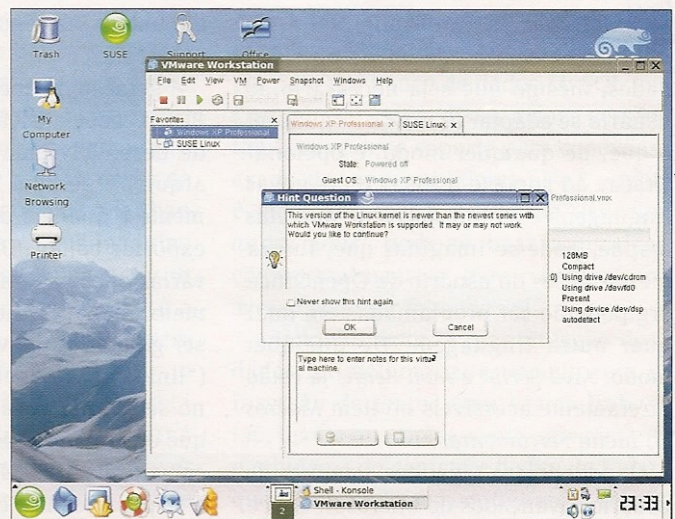 Trash
SUSE
Support
Office
My
Computer
Network
Browsing
Printer
VMware Workstation
File Edit View VM Power Snapshot Windows Help
Favorites x
Windows XP Professional
SUSE Linux
Windows XP Professional x
SUSE Linux x
Windows XP Professional
State: Powered off
Guest OS: Windows XP Professional
Professional.vmx
Hint Question
This version of the Linux kernel is newer than the newest series with
which VMware Workstation is supported. It may or may not work.
Would you like to continue?
Never show this hint again
OK
Cancel
128MB
Compact
0) Using drive /dev/cdrom
Using drive /dev/fd0
Present
Using device /dev/dsp
autodetect
Type here to enter notes for this virtu
al machine.
2
Shell - Konsole
VMware Workstation
23:33